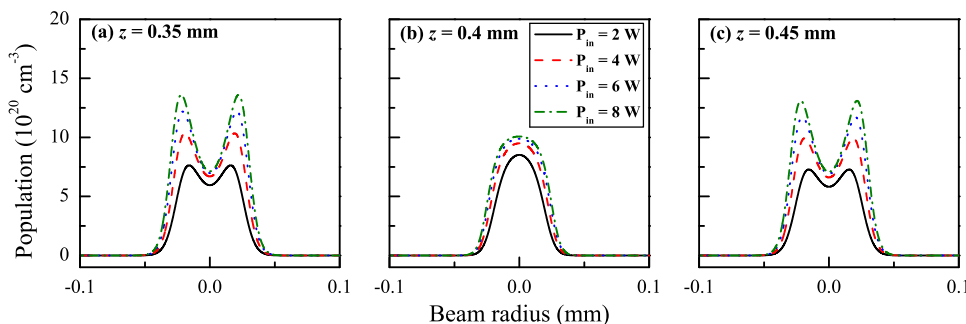 (a) z = 0.35 mm
(b) z = 0.4 mm
(c) z = 0.45 mm
P_in = 2 W
P_in = 4 W
P_in = 6 W
P_in = 8 W
Population (10^20 cm^-3)
20
15
10
5
0
-0.1 0.0 0.1
-0.1 0.0 0.1
-0.1 0.0 0.1
Beam radius (mm)